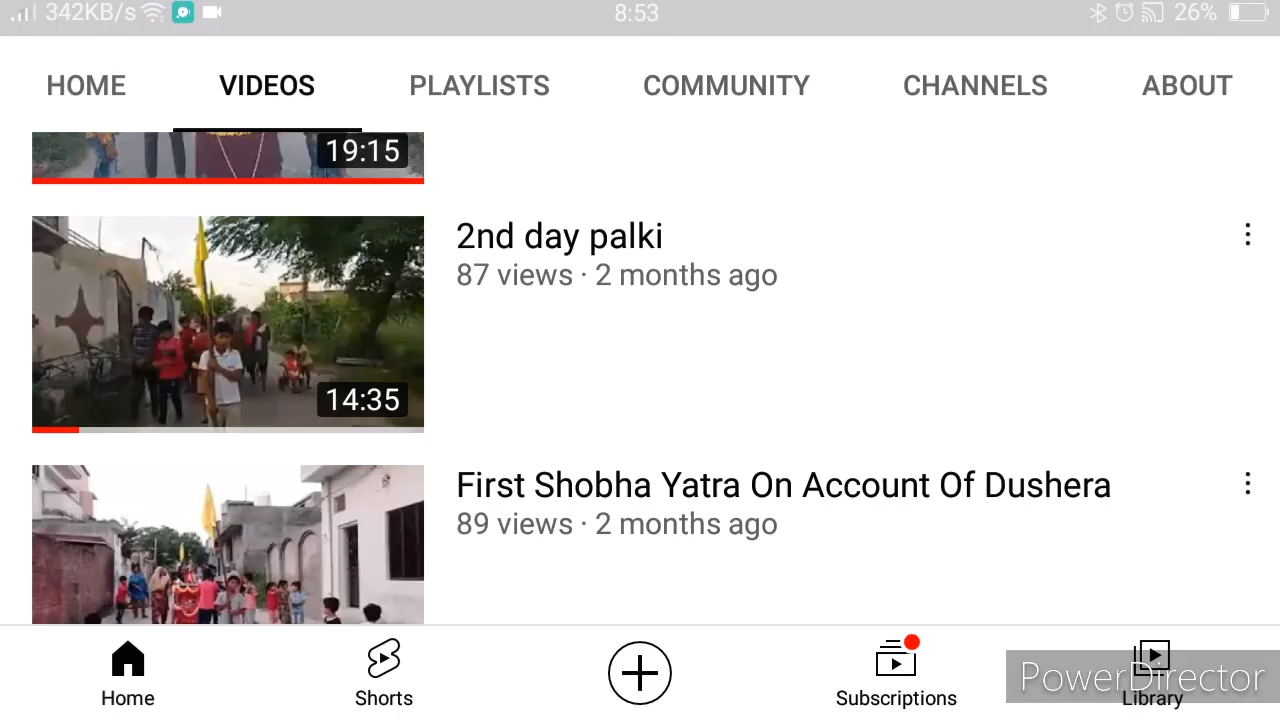 342KB/s 8:53 26%
HOME VIDEOS PLAYLISTS COMMUNITY CHANNELS ABOUT
19:15
2nd day palki
87 views · 2 months ago
14:35
First Shobha Yatra On Account Of Dushera
89 views · 2 months ago
Home Shorts Subscriptions Library
PowerDirector